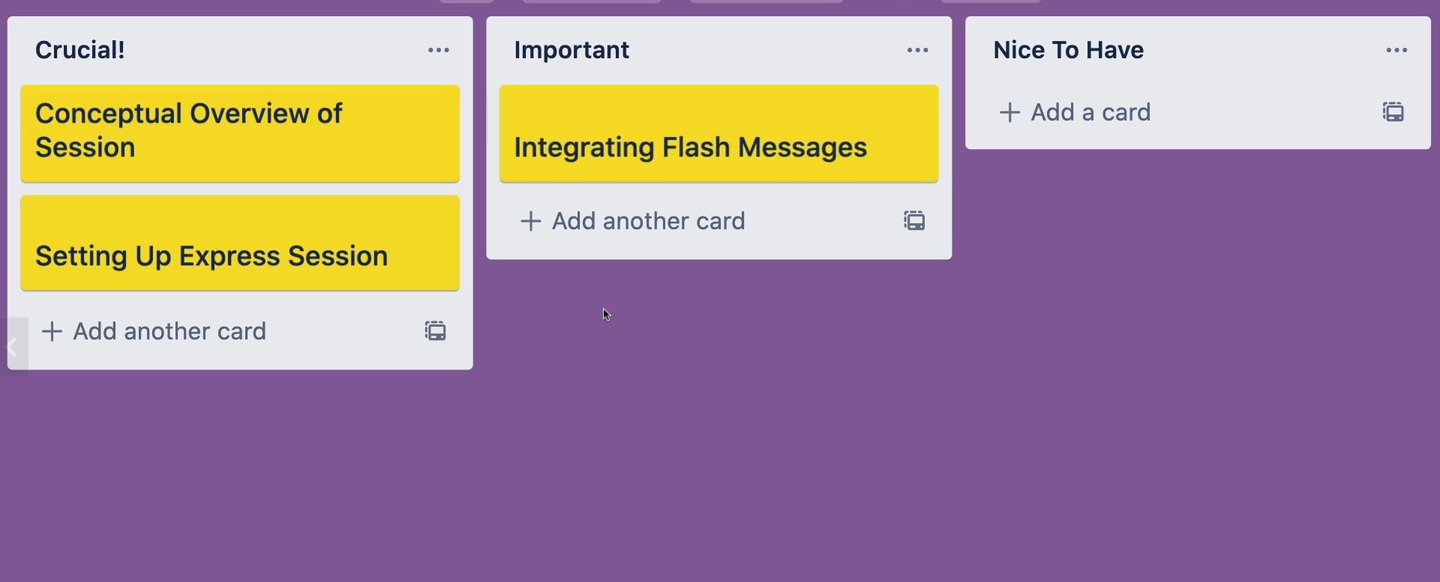 Crucial!
Conceptual Overview of
Session
Setting Up Express Session
Add another card
Important
Integrating Flash Messages
Add another card
Nice To Have
Add a card